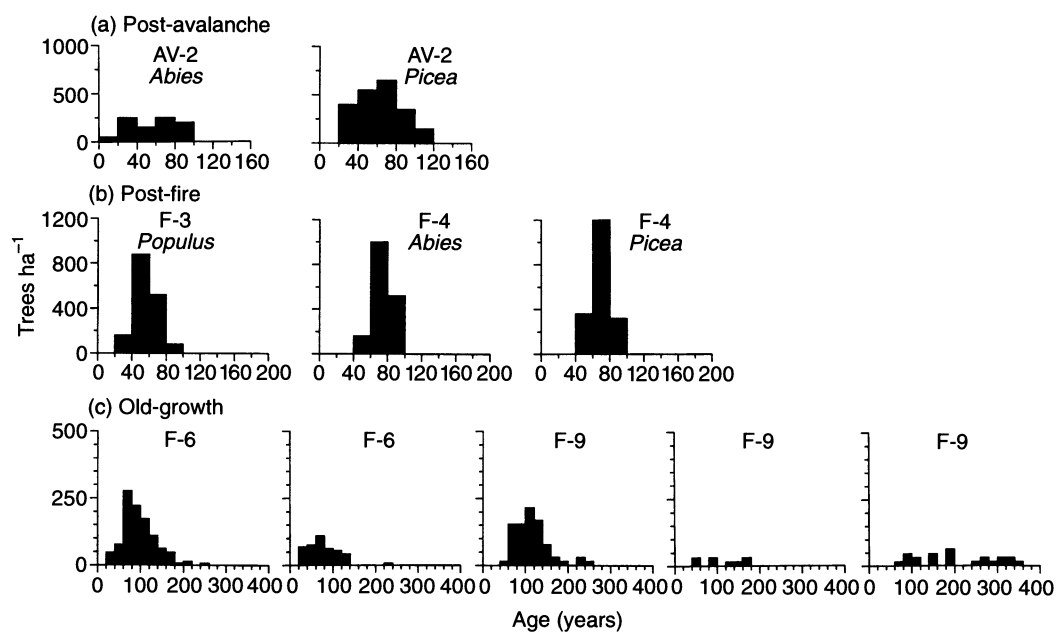 (a) Post-avalanche
1000
500
0
AV-2
Abies
0 40 80 120 160
AV-2
Picea
0 40 80 120 160
(b) Post-fire
Trees ha⁻¹
1200
800
400
0
F-3
Populus
0 40 80 120 160 200
F-4
Abies
0 40 80 120 160 200
F-4
Picea
0 40 80 120 160 200
(c) Old-growth
500
250
0
F-6
0 100 200 300 400
F-6
0 100 200 300 400
F-9
0 100 200 300 400
F-9
0 100 200 300 400
F-9
0 100 200 300 400
Age (years)